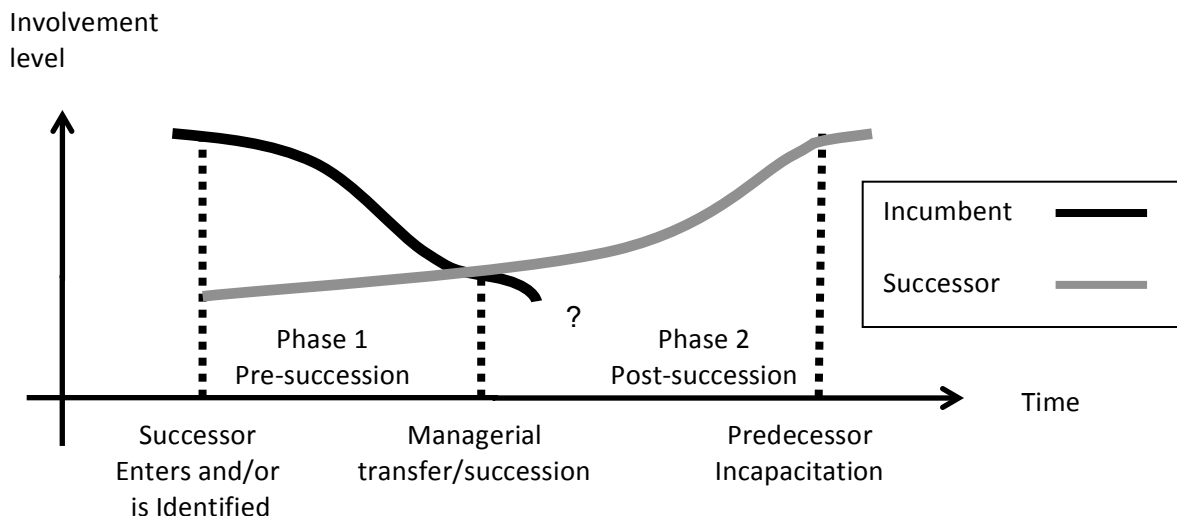 Involvement
level
Incumbent
Successor
?
Phase 1
Pre-succession
Phase 2
Post-succession
Time
Successor
Enters and/or
is Identified
Managerial
transfer/succession
Predecessor
Incapacitation